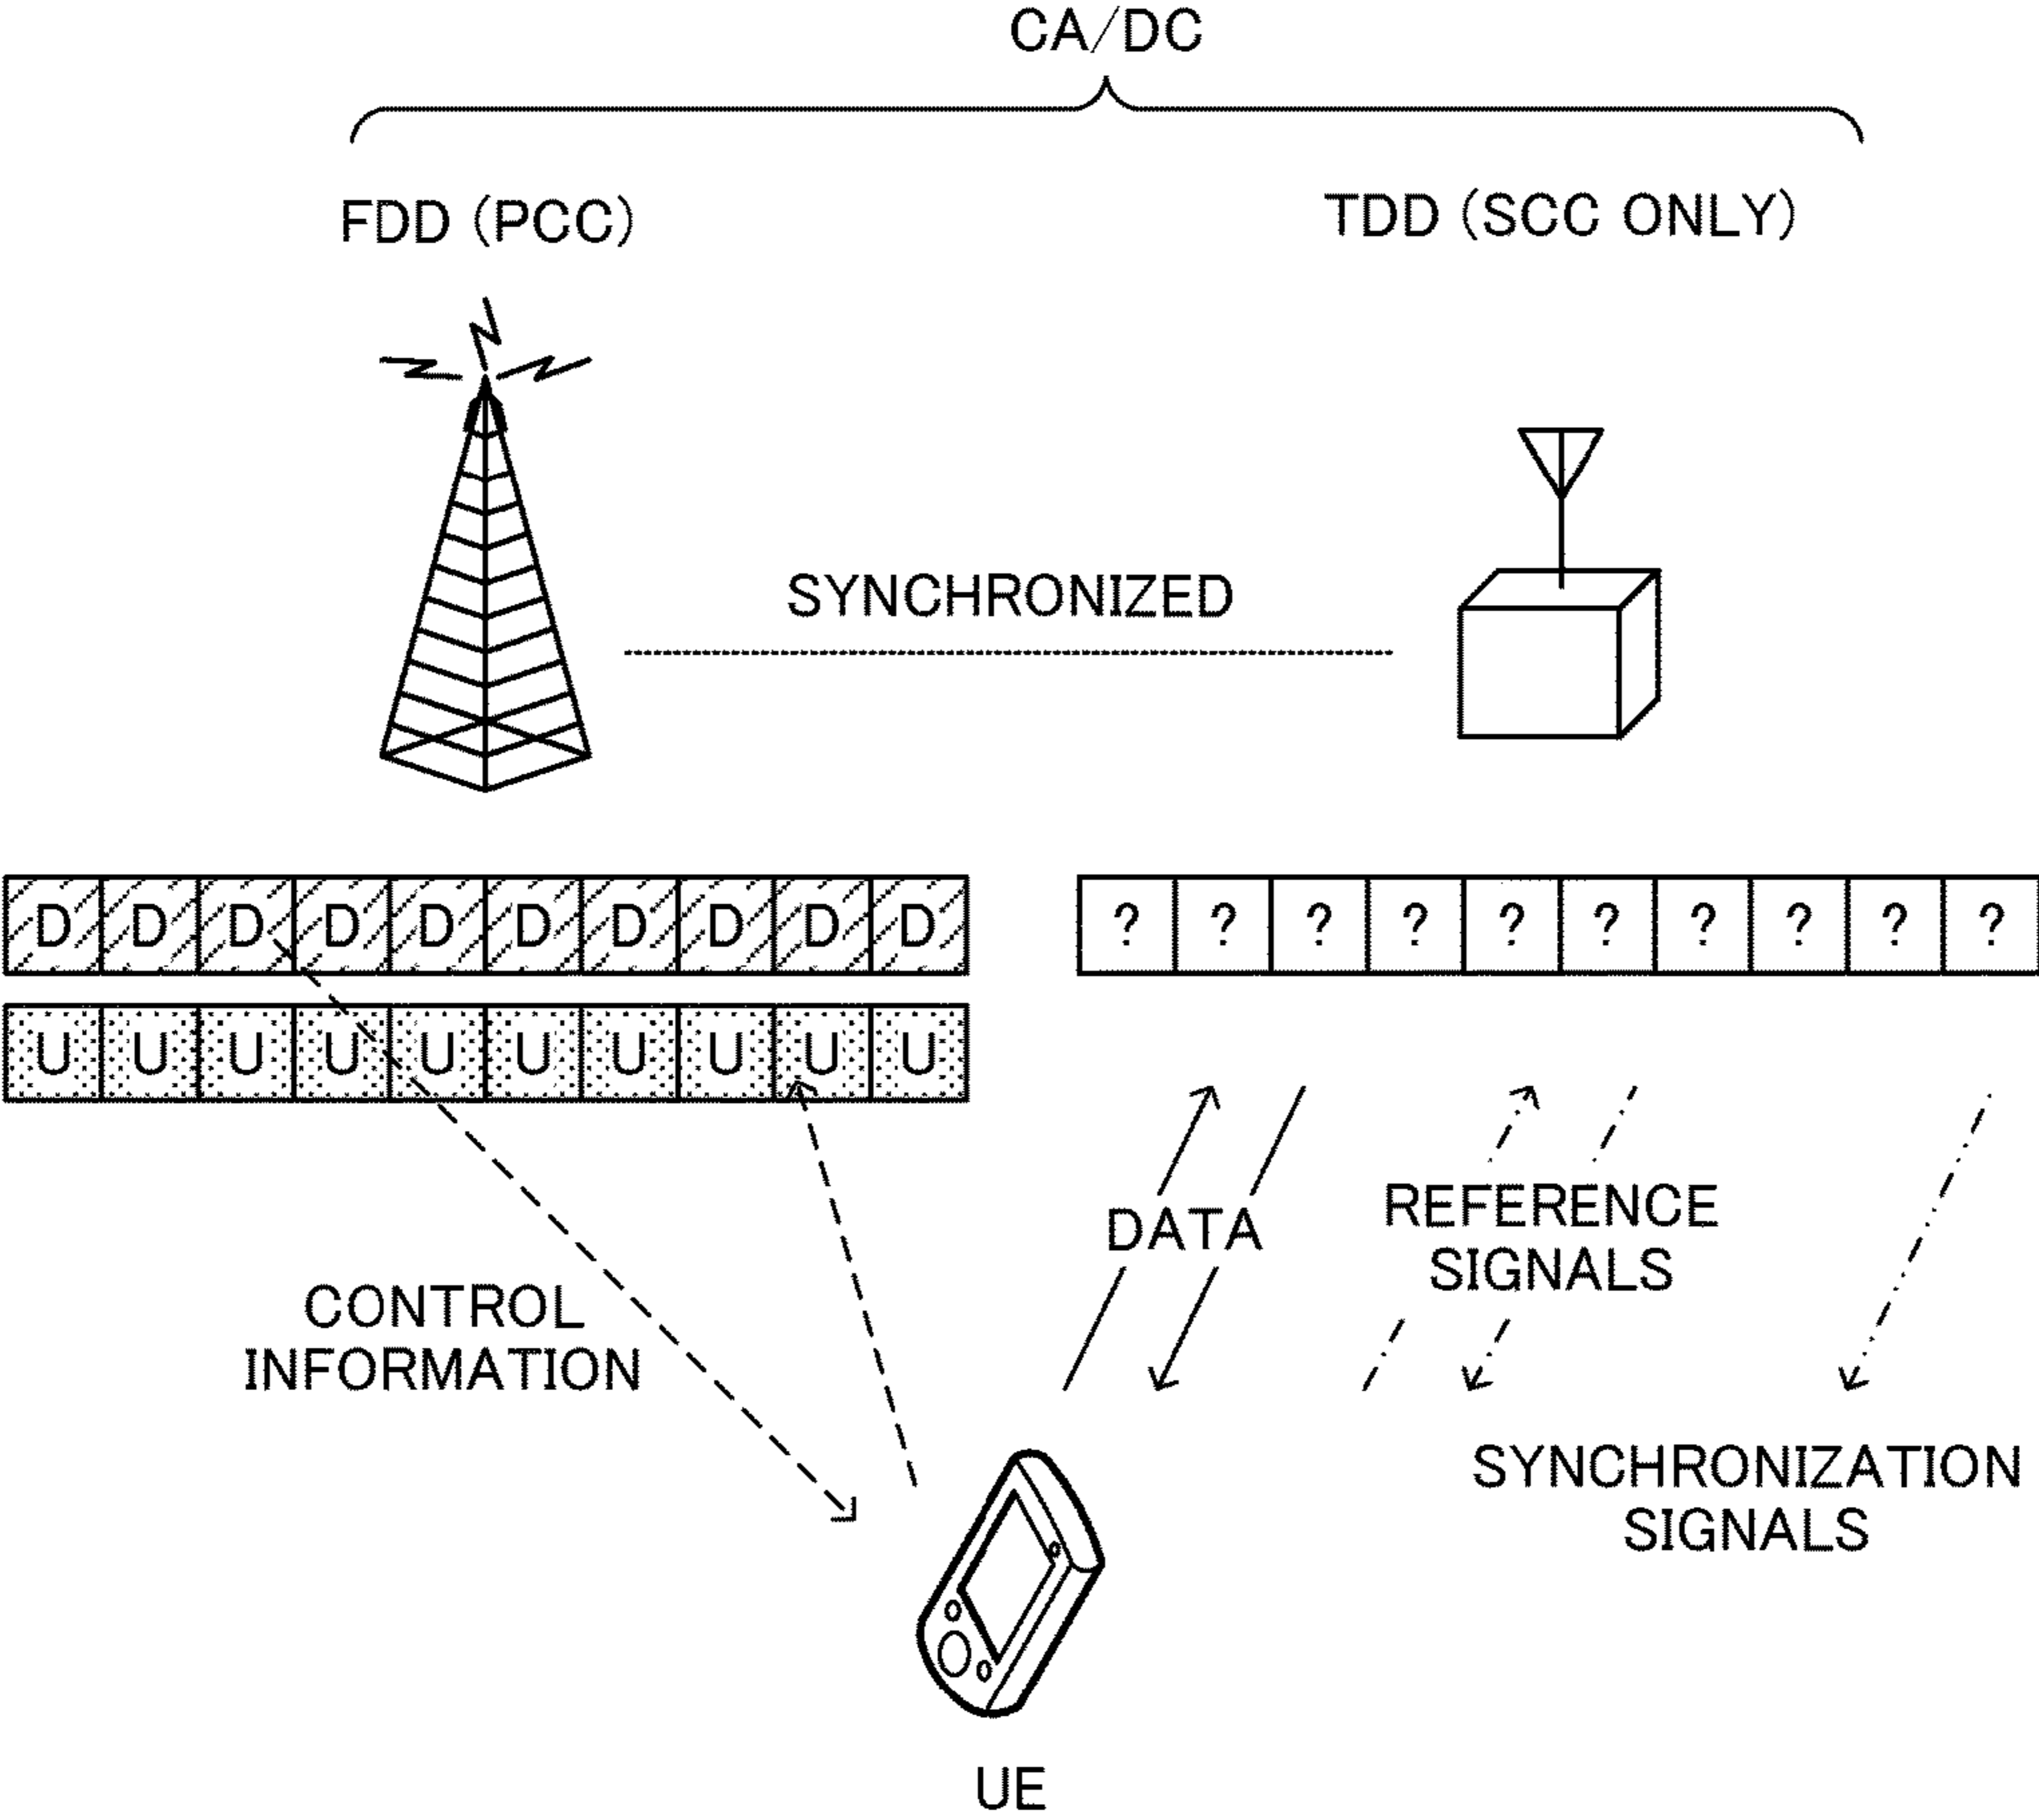 CA/DC
FDD (PCC)
TDD (SCC ONLY)
SYNCHRONIZED
D D D D D D D D D D
? ? ? ? ? ? ? ? ? ?
U U U U U U U U U U
DATA
REFERENCE
SIGNALS
CONTROL
INFORMATION
SYNCHRONIZATION
SIGNALS
UE